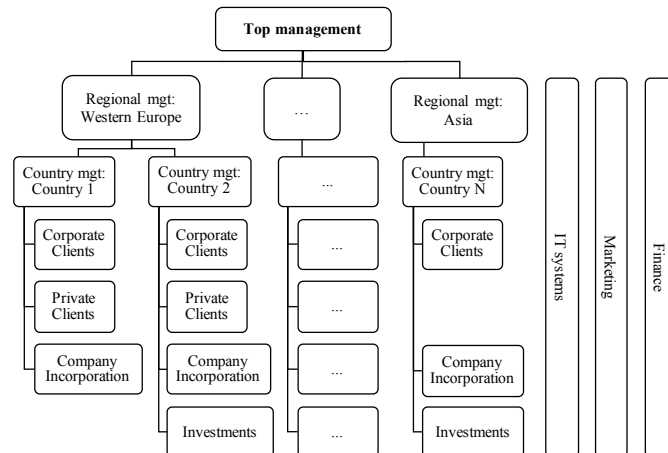 Top management
Regional mgt:
Western Europe
...
Regional mgt:
Asia
Country mgt:
Country 1
Country mgt:
Country 2
...
Country mgt:
Country N
Corporate
Clients
Corporate
Clients
...
Corporate
Clients
Private
Clients
Private
Clients
...
Company
Incorporation
Company
Incorporation
...
Company
Incorporation
Investments
...
Investments
IT systems
Marketing
Finance